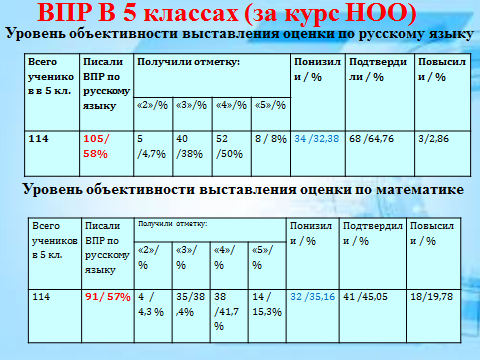 ВПР В 5 классах (за курс НОО)
Уровень объективности выставления оценки по русскому языку
Всего ученико в в 5 кл. Писали ВПР по русскому языку Получили отметку: Понизил и / % Подтверди ли / % Повысил и / %
«2»/% «3»/% «4»/% «5»/%
114 105 / 58% 5 /4,7% 40 /38% 52 /50% 8 / 8% 34 /32,38 68 /64,76 3/2,86
Уровень объективности выставления оценки по математике
Всего учеников в 5 кл. Писали ВПР по русскому языку Получили отметку: Понизил и / % Подтвердил и / % Повысил и / %
«2»/ % «3»/ % «4»/ % «5»/ %
114 91/ 57% 4 / 4,3 % 35/38 ,4% 38 /41,7 % 14 / 15,3% 32 /35,16 41 /45,05 18/19,78